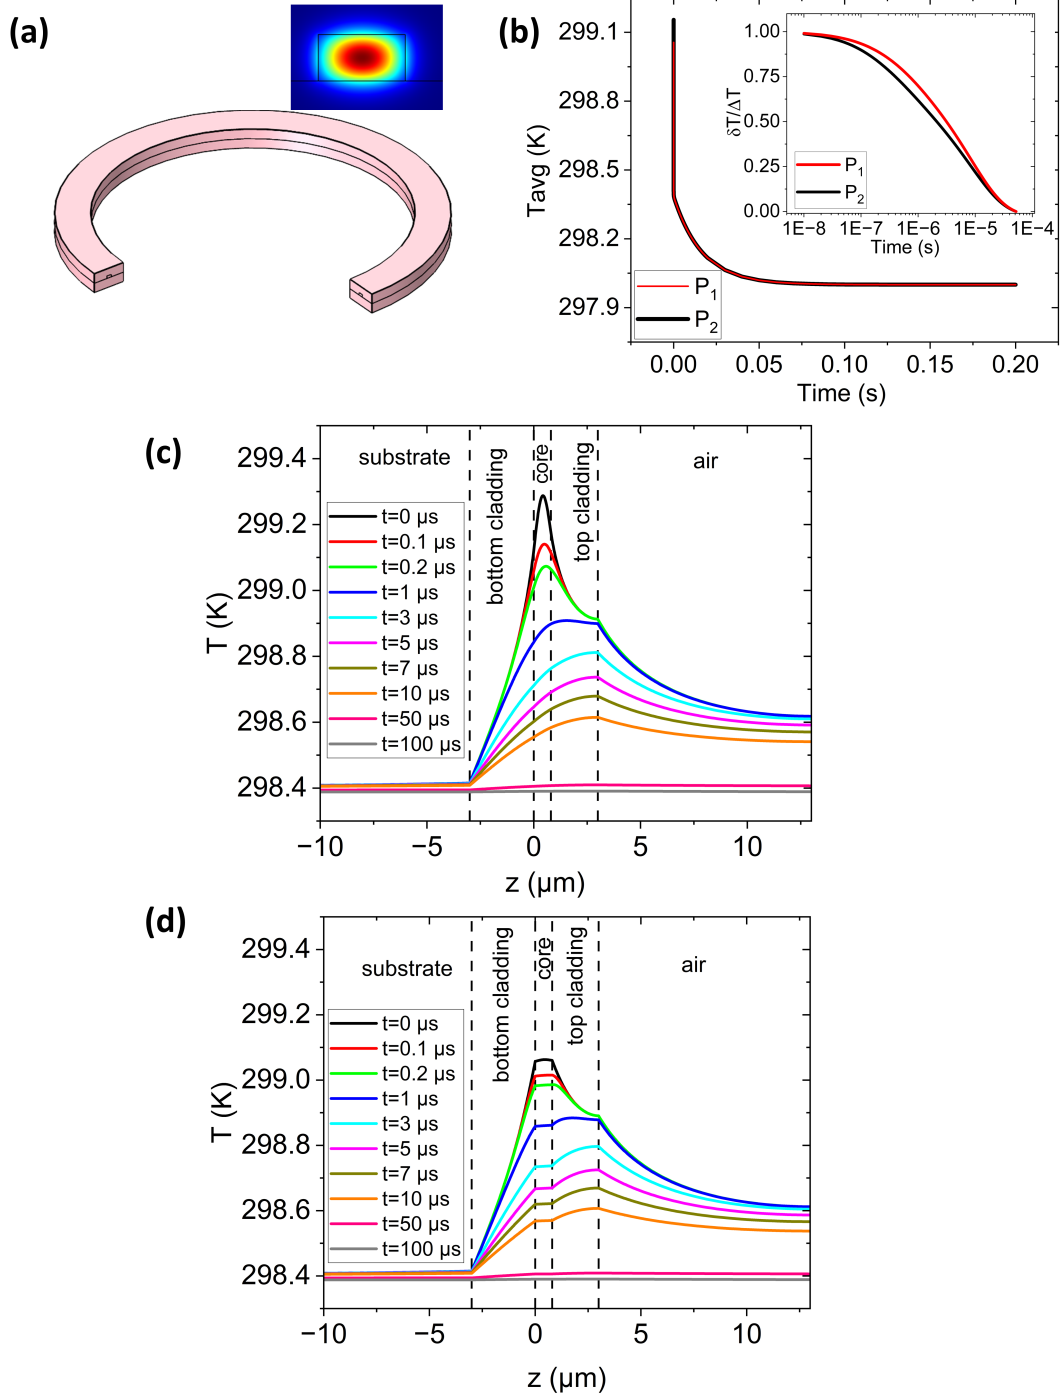 (a)
(b)
299.1
298.8
298.5
298.2
297.9
Tavg (K)
0.00
0.05
0.10
0.15
0.20
Time (s)
P1
P2
1.00
0.75
0.50
0.25
0.00
δT/ΔT
P1
P2
1E−8
1E−7
1E−6
1E−5
1E−4
Time (s)
(c)
299.4
299.2
299.0
298.8
298.6
298.4
T (K)
substrate
bottom cladding
core
top cladding
air
t=0 µs
t=0.1 µs
t=0.2 µs
t=1 µs
t=3 µs
t=5 µs
t=7 µs
t=10 µs
t=50 µs
t=100 µs
−10
−5
0
5
10
z (µm)
(d)
299.4
299.2
299.0
298.8
298.6
298.4
T (K)
substrate
bottom cladding
core
top cladding
air
t=0 µs
t=0.1 µs
t=0.2 µs
t=1 µs
t=3 µs
t=5 µs
t=7 µs
t=10 µs
t=50 µs
t=100 µs
−10
−5
0
5
10
z (µm)